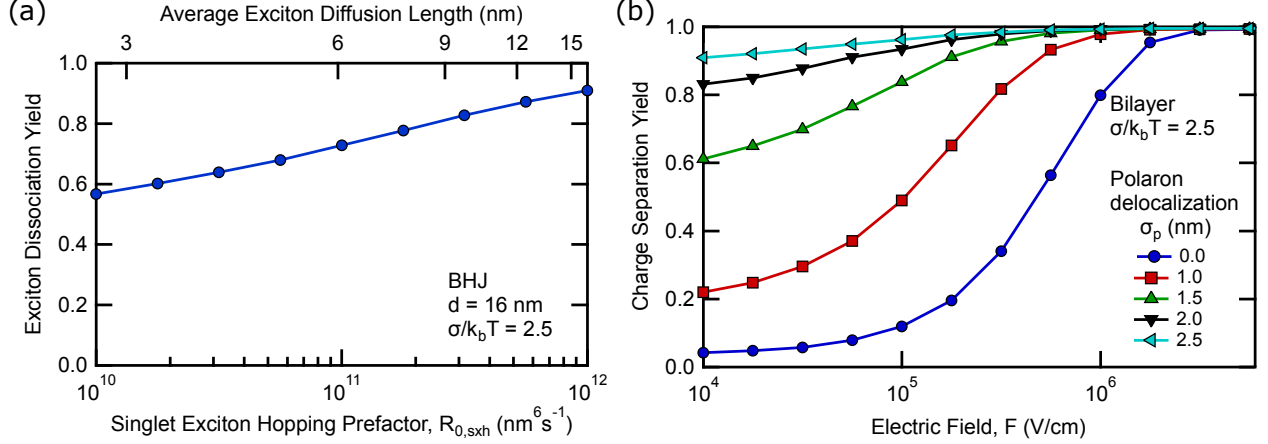 (a)
Average Exciton Diffusion Length (nm)
3 6 9 12 15
Exciton Dissociation Yield
1.0
0.8
0.6
0.4
0.2
0.0
BHJ
d = 16 nm
σ/k_bT = 2.5
10^10 10^11 10^12
Singlet Exciton Hopping Prefactor, R_0,sxh (nm^6 s^-1)
(b)
Charge Separation Yield
1.0
0.8
0.6
0.4
0.2
0.0
Bilayer
σ/k_bT = 2.5
Polaron
delocalization
σ_p (nm)
0.0
1.0
1.5
2.0
2.5
10^4 10^5 10^6
Electric Field, F (V/cm)